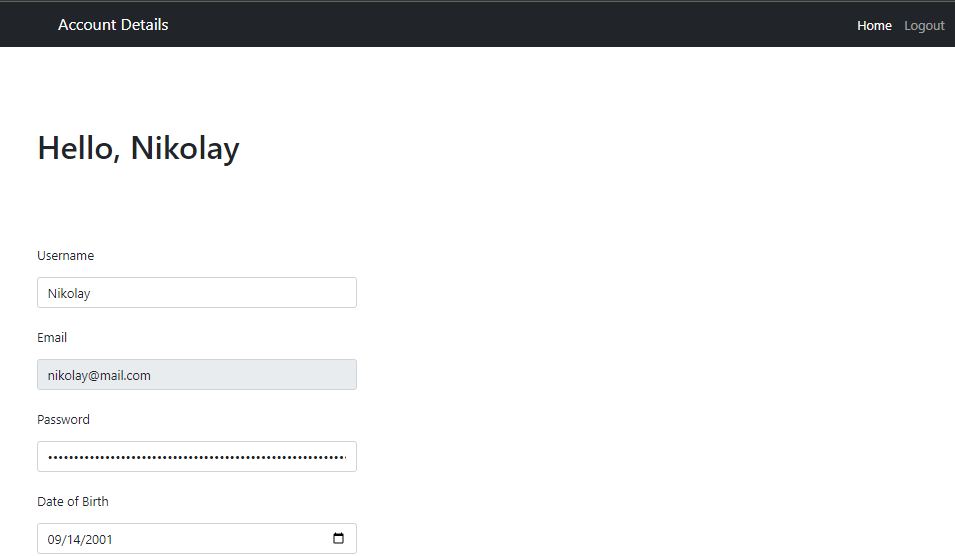 Account Details
Home Logout
Hello, Nikolay
Username
Nikolay
Email
nikolay@mail.com
Password
Date of Birth
09/14/2001